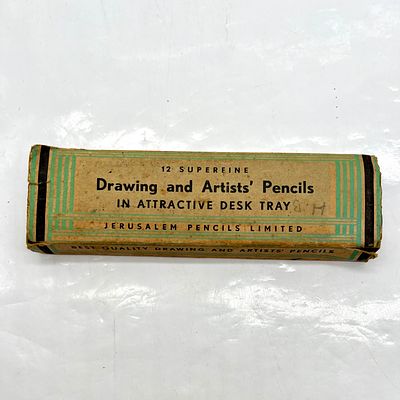 12 SUPERFINE
Drawing and Artists' Pencils
IN ATTRACTIVE DESK TRAY
JERUSALEM PENCILS LIMITED
BEST QUALITY DRAWING AND ARTISTS' PENCILS